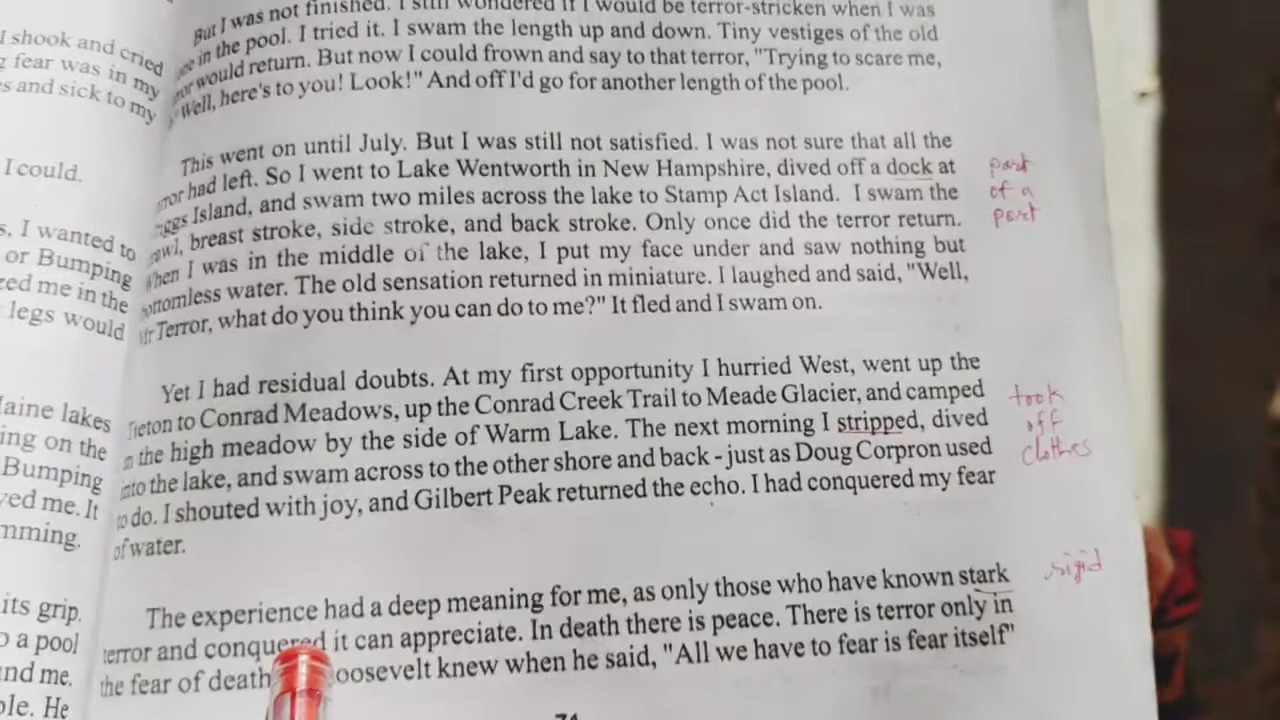 I shook and cried
fear was in my
s and sick to my
I could.
s, I wanted to
or Bumping
red me in the
legs would
Maine lakes
ing on the
Bumping
yed me. It
mming.
its grip.
o a pool
nd me.
ole. He
But I was not finished. I still wondered if I would be terror-stricken when I was
in the pool. I tried it. I swam the length up and down. Tiny vestiges of the old
would return. But now I could frown and say to that terror, "Trying to scare me,
Well, here's to you! Look!" And off I'd go for another length of the pool.
This went on until July. But I was still not satisfied. I was not sure that all the
rror had left. So I went to Lake Wentworth in New Hampshire, dived off a dock at
iggs Island, and swam two miles across the lake to Stamp Act Island. I swam the
rawl, breast stroke, side stroke, and back stroke. Only once did the terror return.
When I was in the middle of the lake, I put my face under and saw nothing but
ottomless water. The old sensation returned in miniature. I laughed and said, "Well,
Mr Terror, what do you think you can do to me?" It fled and I swam on.
Yet I had residual doubts. At my first opportunity I hurried West, went up the
Tieton to Conrad Meadows, up the Conrad Creek Trail to Meade Glacier, and camped
in the high meadow by the side of Warm Lake. The next morning I stripped, dived
into the lake, and swam across to the other shore and back - just as Doug Corpron used
to do. I shouted with joy, and Gilbert Peak returned the echo. I had conquered my fear
of water.
The experience had a deep meaning for me, as only those who have known stark
terror and conquered it can appreciate. In death there is peace. There is terror only in
the fear of death oosevelt knew when he said, "All we have to fear is fear itself"
part
of a
port
took
off
clothes
rigid